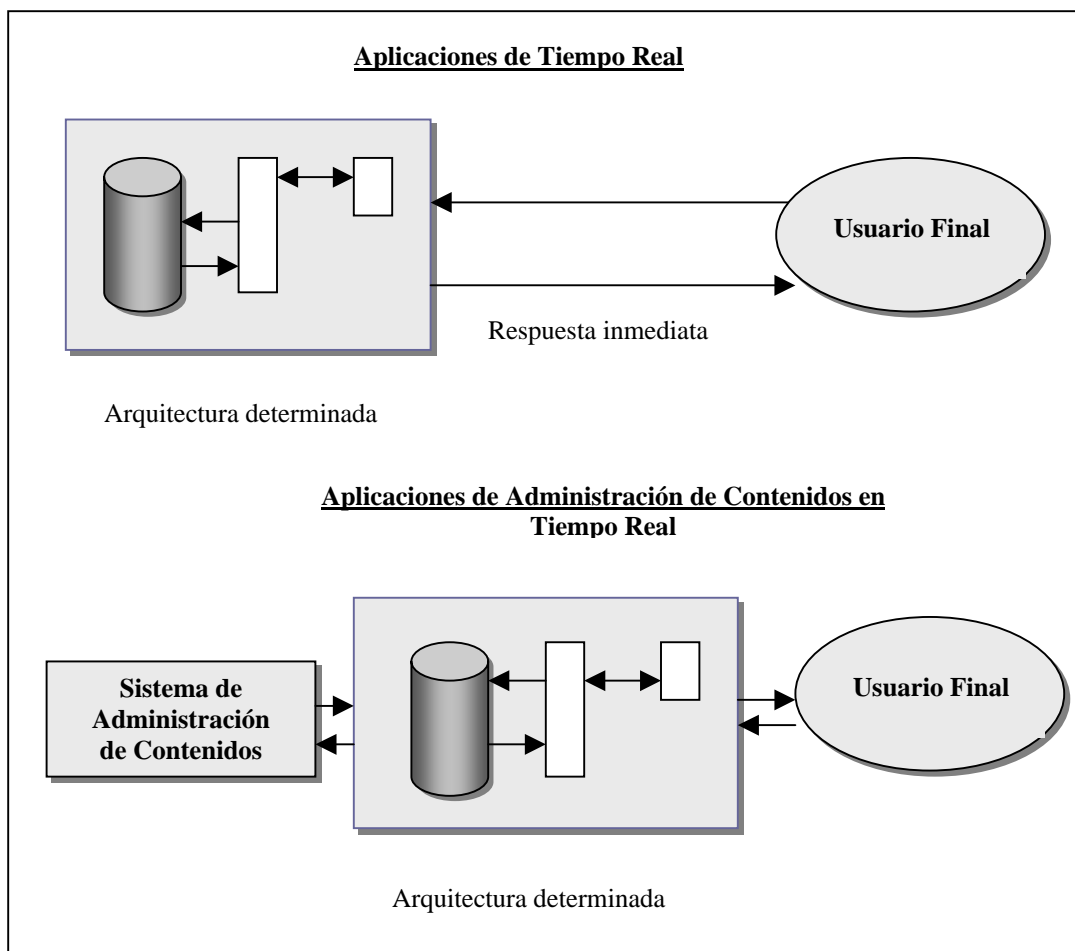 Aplicaciones de Tiempo Real
Usuario Final
Respuesta inmediata
Arquitectura determinada
Aplicaciones de Administración de Contenidos en
Tiempo Real
Sistema de
Administración
de Contenidos
Usuario Final
Arquitectura determinada